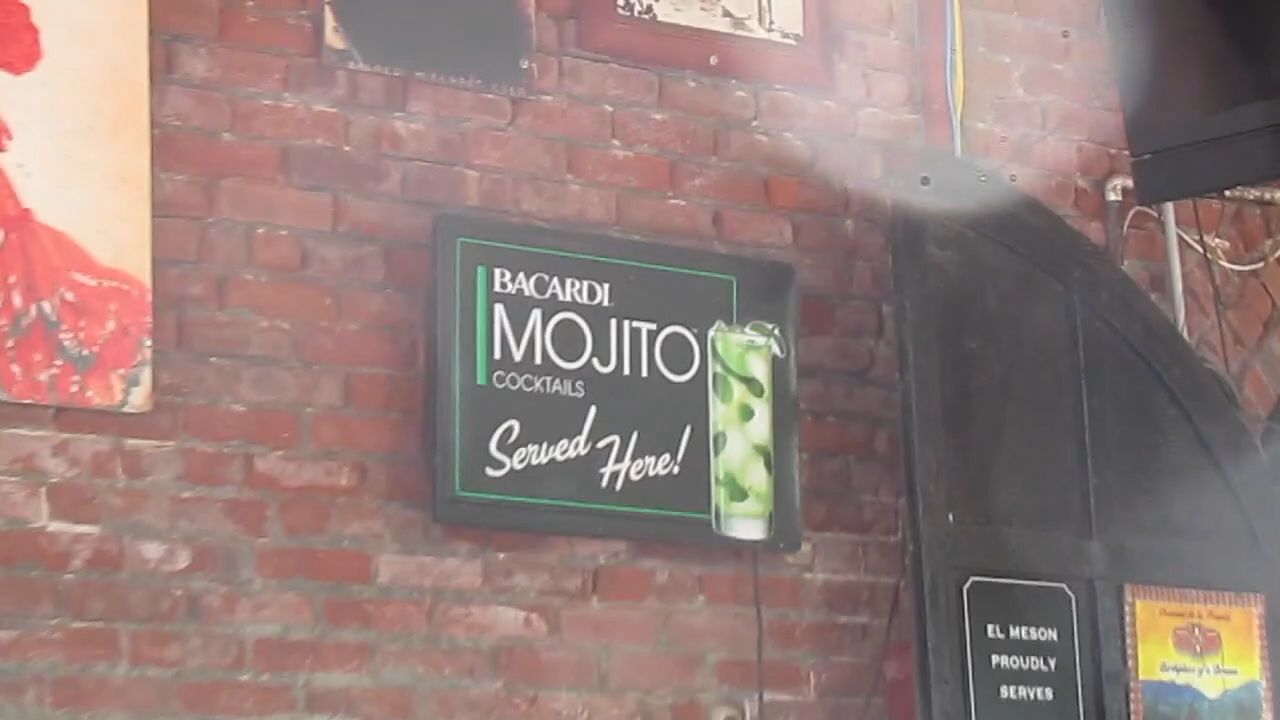 BACARDI
MOJITO
COCKTAILS
Served Here!
EL MESON
PROUDLY
SERVES